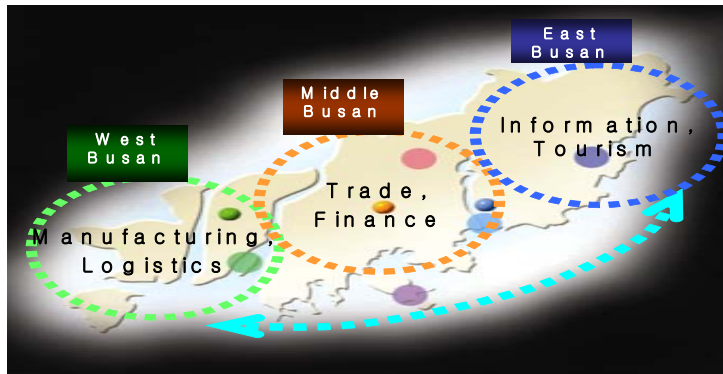 West
Busan
Manufacturing,
Logistics
Middle
Busan
Trade,
Finance
East
Busan
Information,
Tourism